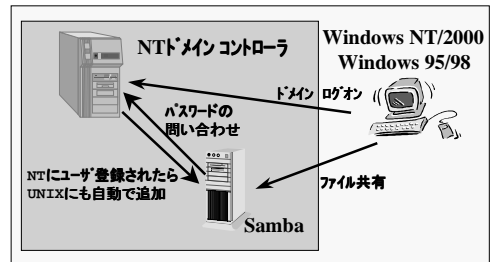 NTﾄﾞﾒｲﾝ ｺﾝﾄﾛｰﾗ
Windows NT/2000
Windows 95/98
ﾄﾞﾒｲﾝ ﾛｸﾞｵﾝ
ﾊﾟｽﾜｰﾄﾞの
問い合わせ
NTにﾕｰｻﾞ登録されたら
UNIXにも自動で追加
ﾌｧｲﾙ共有
Samba